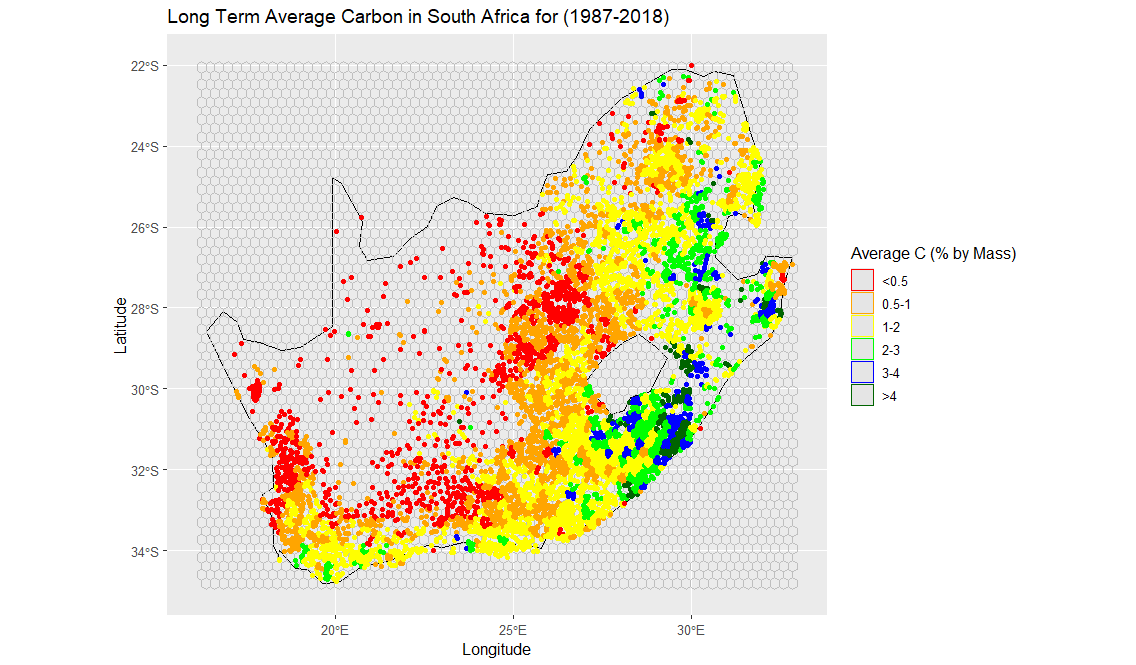 Long Term Average Carbon in South Africa for (1987-2018)
22°S
24°S
26°S
28°S
30°S
32°S
34°S
Latitude
20°E
25°E
30°E
Longitude
Average C (% by Mass)
<0.5
0.5-1
1-2
2-3
3-4
>4